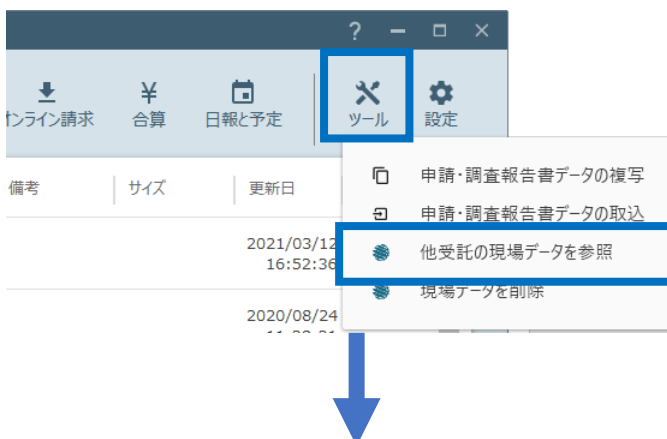 ?
オンライン請求 合算 日報と予定 ツール 設定
備考 サイズ 更新日
申請・調査報告書データの複写
申請・調査報告書データの取込
2021/03/12
16:52:36
他受託の現場データを参照
現場データを削除
2020/08/24